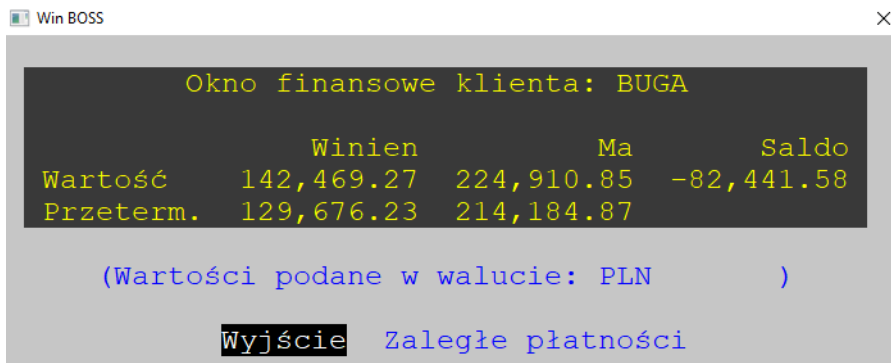 Win BOSS
Okno finansowe klienta: BUGA
Winien Ma Saldo
Wartość 142,469.27 224,910.85 -82,441.58
Przeterm. 129,676.23 214,184.87
(Wartości podane w walucie: PLN )
Wyjście Zaległe płatności